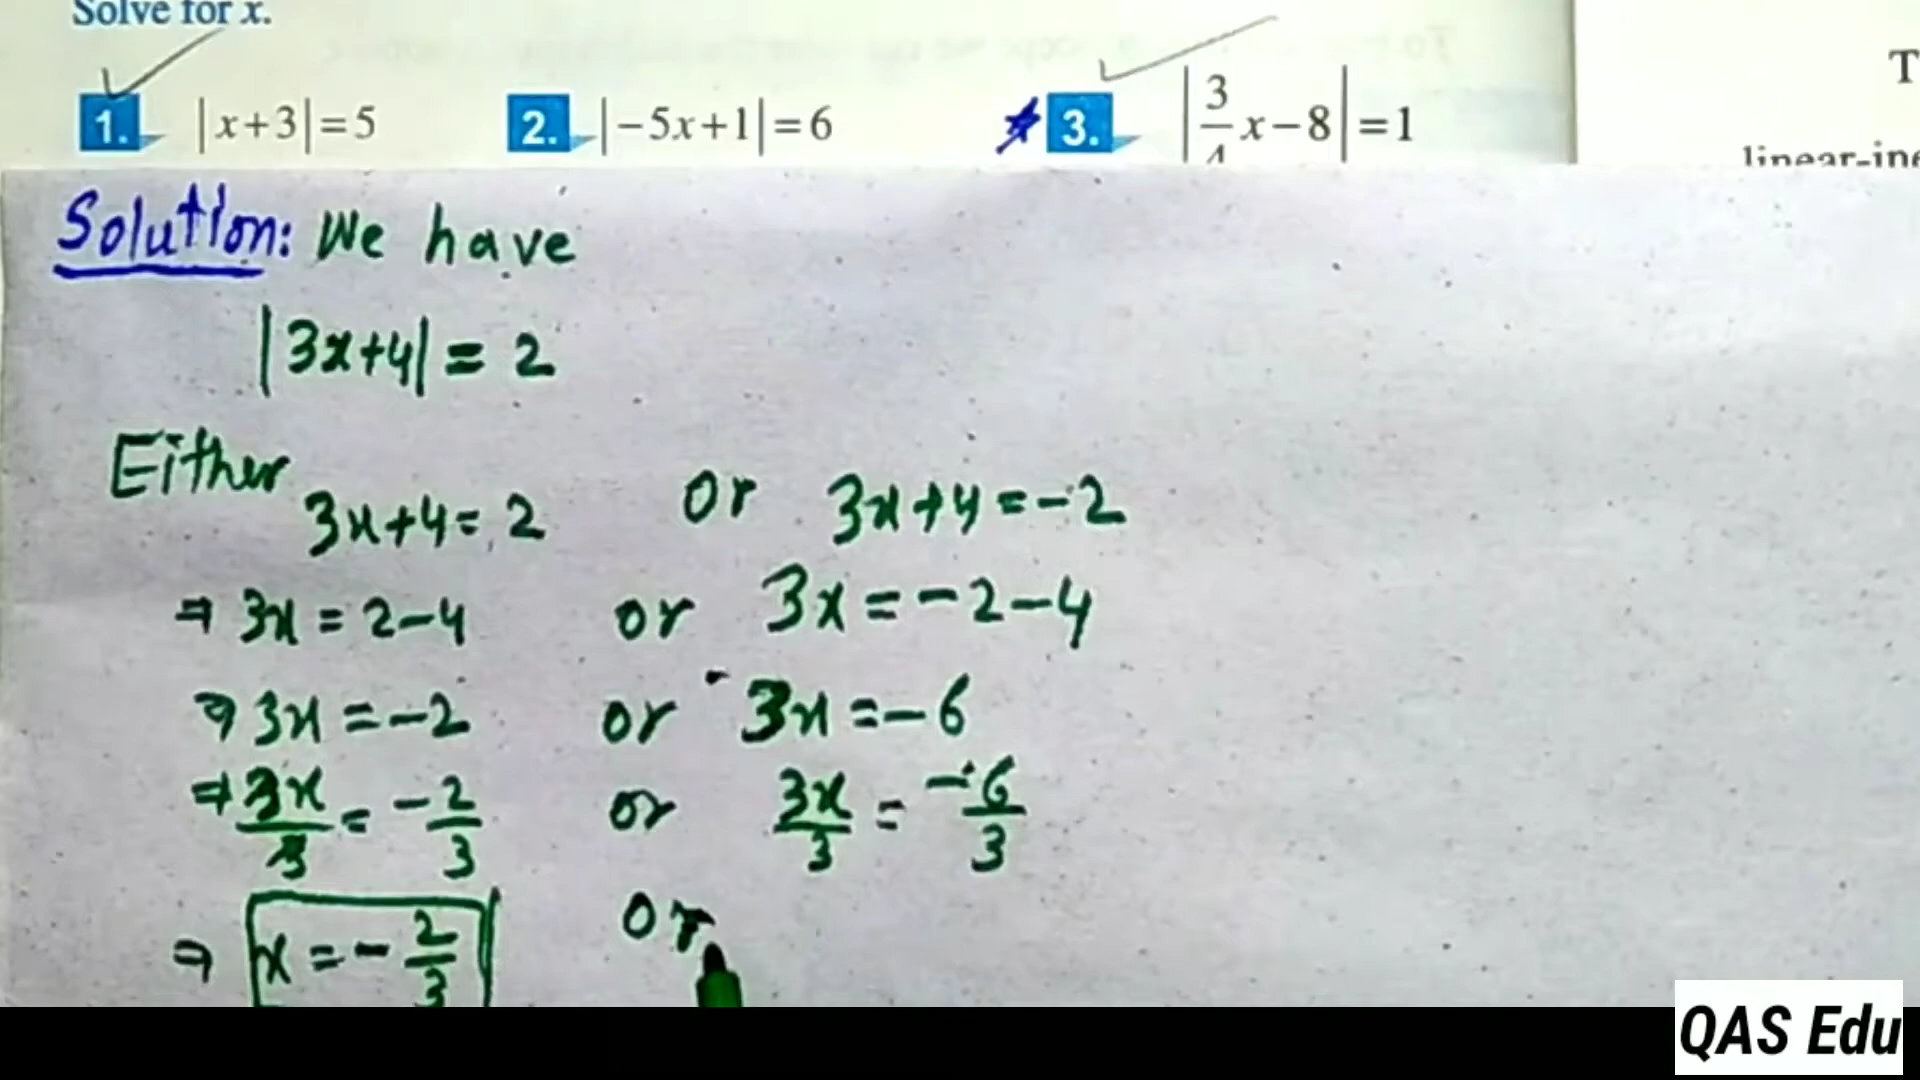 Solve for x.
1. |x+3|=5 2. |−5x+1|=6 3. |3/4 x−8|=1
T
linear-ine
Solution: We have
|3x+4| = 2
Either 3x+4 = 2 or 3x+4 = -2
⇒ 3x = 2-4 or 3x = -2-4
⇒ 3x = -2 or 3x = -6
⇒ 3x/3 = -2/3 or 3x/3 = -6/3
⇒ x = -2/3 or
QAS Edu